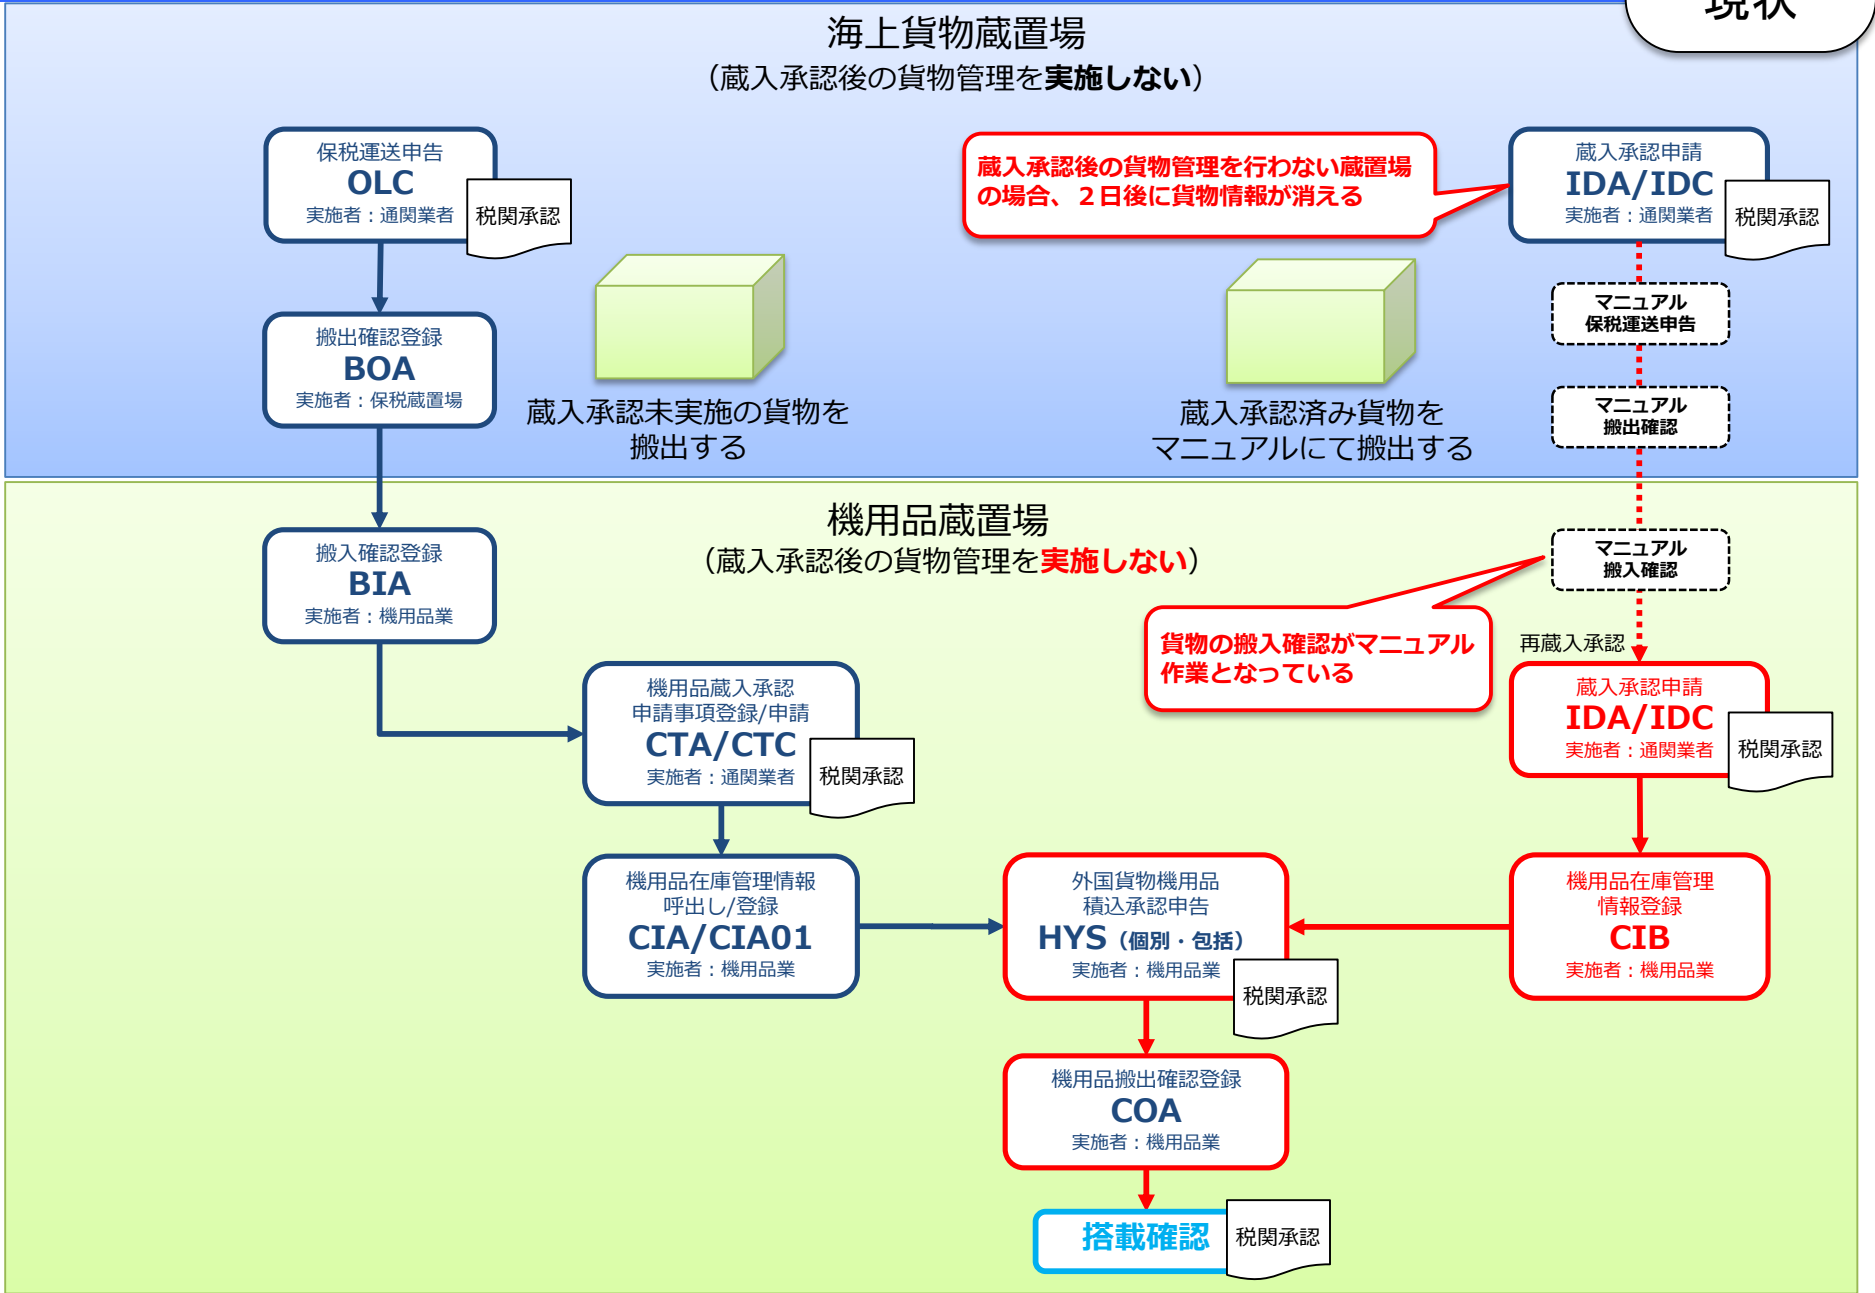 現状
海上貨物蔵置場
（蔵入承認後の貨物管理を実施しない）
保税運送申告
OLC
実施者：通関業者
税関承認
蔵入承認後の貨物管理を行わない蔵置場
の場合、２日後に貨物情報が消える
蔵入承認申請
IDA/IDC
実施者：通関業者
税関承認
マニュアル
保税運送申告
搬出確認登録
BOA
実施者：保税蔵置場
蔵入承認未実施の貨物を
搬出する
蔵入承認済み貨物を
マニュアルにて搬出する
マニュアル
搬出確認
機用品蔵置場
（蔵入承認後の貨物管理を実施しない）
搬入確認登録
BIA
実施者：機用品業
マニュアル
搬入確認
貨物の搬入確認がマニュアル
作業となっている
再蔵入承認
機用品蔵入承認
申請事項登録/申請
CTA/CTC
実施者：通関業者
税関承認
蔵入承認申請
IDA/IDC
実施者：通関業者
税関承認
機用品在庫管理情報
呼出し/登録
CIA/CIA01
実施者：機用品業
外国貨物機用品
積込承認申告
HYS（個別・包括）
実施者：機用品業
税関承認
機用品在庫管理
情報登録
CIB
実施者：機用品業
機用品搬出確認登録
COA
実施者：機用品業
搭載確認
税関承認